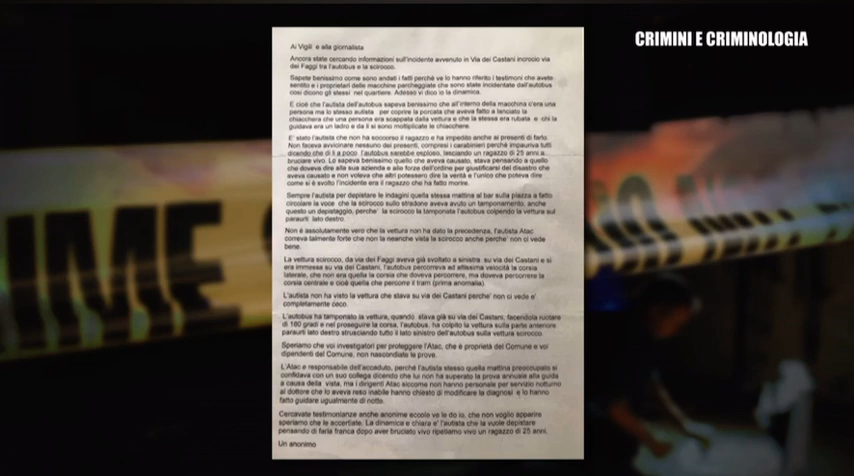 CRIMINI E CRIMINOLOGIA
Ai Vigili e alla giornalista
Ancora state cercando informazioni sull'incidente avvenuto in Via dei Castani incrocio via
dei Faggi tra l'autobus e la scirocco.
Sapete benissimo come sono andati i fatti perché ve lo hanno riferito i testimoni che avete
sentito e i proprietari delle macchine parcheggiate che sono state incidentate dell'autobus
cosi dicono gli stessi nel quartiere. Adesso vi dico io la dinamica.
E cioè che l'autista dell'autobus sapeva benissimo che all'interno della macchina c'era una
persona ma lo stesso autista per coprire la porcata che aveva fatto a lanciato la
chiacchera che una persona era scappata dalla vettura e che la stessa era rubata e chi la
guidava era un ladro e da li si sono moltiplicate le chiacchere.
E' stato l'autista che non ha soccorso il ragazzo e ha impedito anche ai presenti di farlo.
Non faceva avvicinare nessuno dei presenti, compresi i carabinieri perché impauriva tutti
dicendo che di li a poco l'autobus sarebbe esploso, lasciando un ragazzo di 25 anni a
bruciare vivo. Lo sapeva benissimo quello che aveva causato, stava pensando a quello
che doveva dire alla sua azienda e alle forze dell'ordine per giustificarsi del disastro che
aveva causato e non voleva che altri potessero dire la verità e l'unico che poteva dire
come si è svolto l'incidente era il ragazzo che ha fatto morire.
Sempre l'autista per depistare le indagini quella stessa mattina al bar sulla piazza a fatto
circolare la voce che la scirocco sullo stradone aveva avuto un tamponamento, anche
questo un depistaggio, perche' la scirocco la tamponata l'autobus colpendo la vettura sul
paraurti lato destro.
Non è assolutamente vero che la vettura non ha dato la precedenza, l'autista Atac
correva talmente forte che non la neanche vista la scirocco anche perche' non ci vede
bene.
La vettura scirocco, da via dei Faggi aveva già svoltato a sinistra su via dei Castani e si
era immessa su via dei Castani, l'autobus percorreva ad altissima velocità la corsia
laterale, che non era quella la corsia che doveva percorrere, ma doveva percorrere la
corsia centrale e cioè quella che percorre il tram (prima anomalia).
L'autista non ha visto la vettura che stava su via dei Castani perche' non ci vede e'
completamente cieco.
L'autobus ha tamponato la vettura, quando stava già su via dei Castani, facendola ruotare
di 180 gradi e nel proseguire la corsa, l'autobus, ha colpito la vettura sulla parte anteriore
paraurti lato destro strusciando tutto il lato sinistro dell'autobus sulla vettura scirocco
Speriamo che voi investigatori per proteggere l'Atac, che è proprietà del Comune e voi
dipendenti del Comune, non nascondiate le prove.
L'Atac e responsabile dell'accaduto, perché l'autista stesso quella mattina preoccupato si
confidava con un suo collega dicendo che lui non ha superato la prova annuale alla guida
a causa della vista, ma i dirigenti Atac siccome non hanno personale per servizio notturno
al dottore che lo aveva reso inabile hanno chiesto di modificare la diagnosi e lo hanno
fatto guidare ugualmente di notte.
Cercavate testimonianze anche anonime eccole ve le do io, che non voglio apparire
speriamo che le accertiate. La dinamica e chiara e' l'autista che la vuole depistare
pensando di farla franca dopo aver bruciato vivo ripetiamo vivo un ragazzo di 25 anni.
Un anonimo